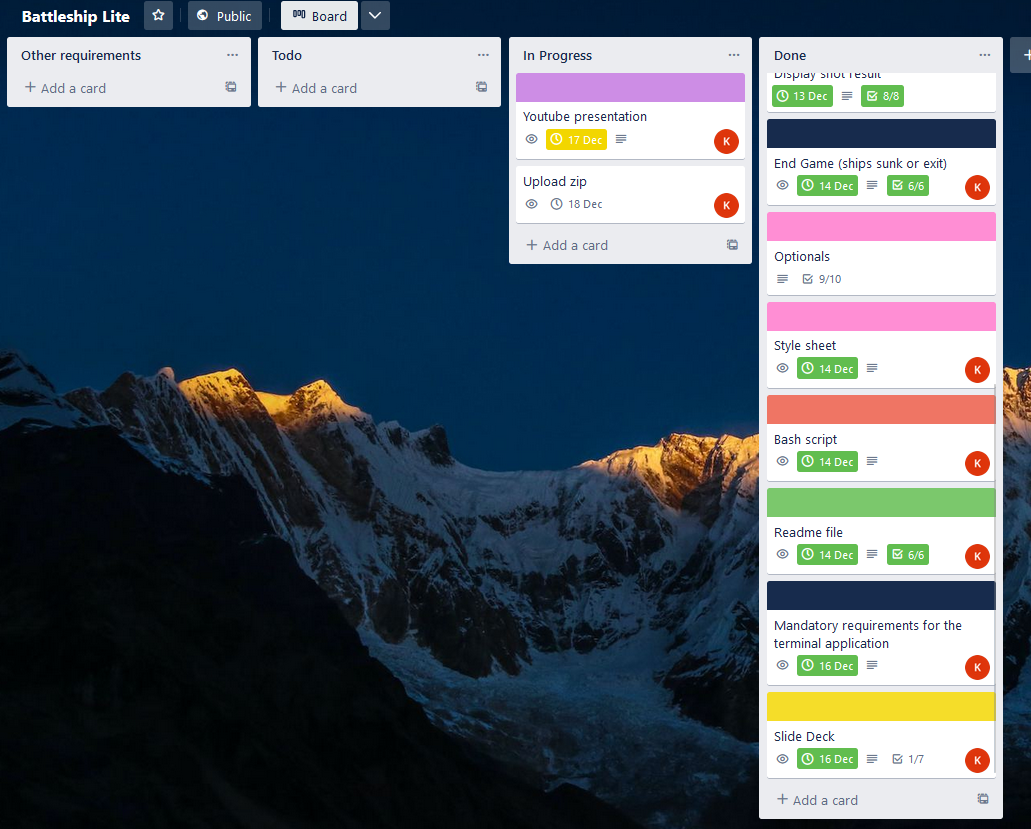 Battleship Lite
Public
Board
Other requirements
Add a card
Todo
Add a card
In Progress
Youtube presentation
17 Dec
K
Upload zip
18 Dec
K
Add a card
Done
Display shot result
13 Dec
8/8
End Game (ships sunk or exit)
14 Dec
6/6
K
Optionals
9/10
Style sheet
14 Dec
K
Bash script
14 Dec
K
Readme file
14 Dec
6/6
K
Mandatory requirements for the
terminal application
16 Dec
K
Slide Deck
16 Dec
1/7
K
Add a card